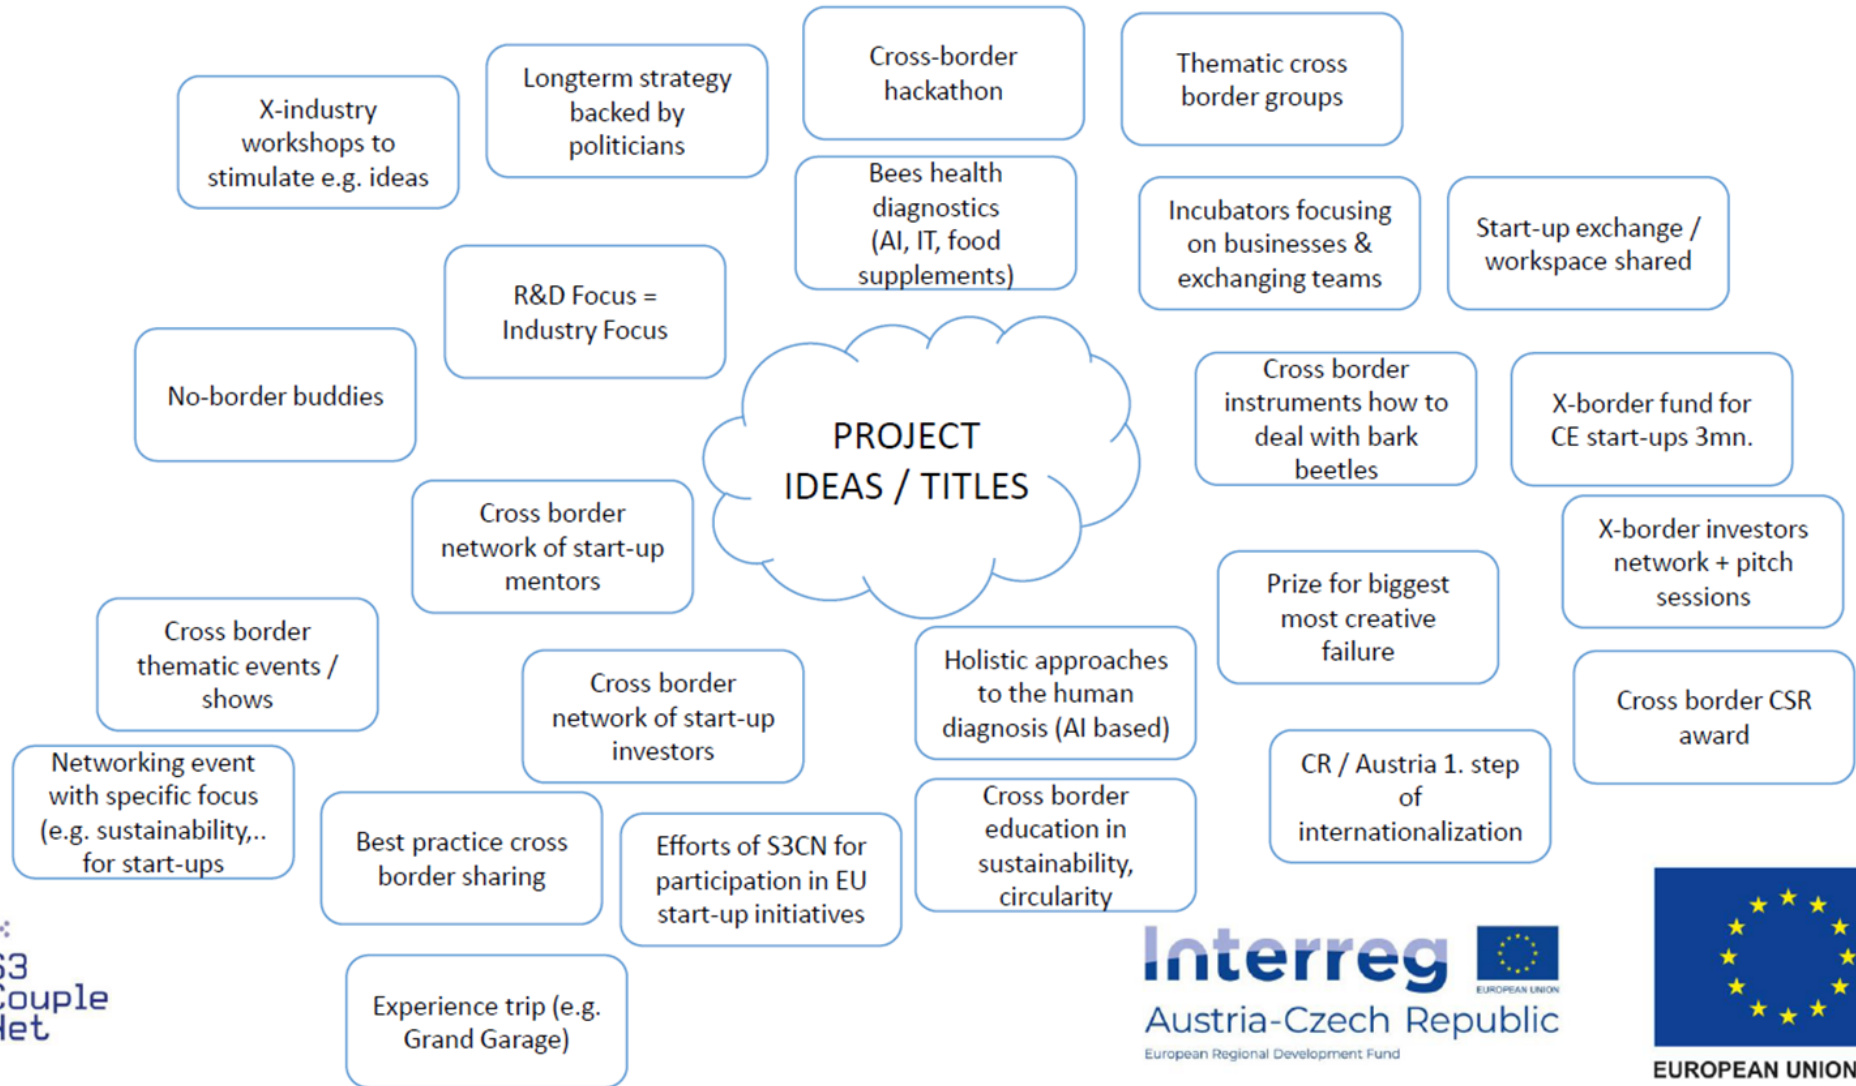 Cross-border
hackathon
Thematic cross
border groups
Longterm strategy
backed by
politicians
X-industry
workshops to
stimulate e.g. ideas
Bees health
diagnostics
(AI, IT, food
supplements)
Incubators focusing
on businesses &
exchanging teams
Start-up exchange /
workspace shared
R&D Focus =
Industry Focus
No-border buddies
PROJECT
IDEAS / TITLES
Cross border
instruments how to
deal with bark
beetles
X-border fund for
CE start-ups 3mn.
Cross border
network of start-up
mentors
X-border investors
network + pitch
sessions
Prize for biggest
most creative
failure
Cross border
thematic events /
shows
Cross border
network of start-up
investors
Holistic approaches
to the human
diagnosis (AI based)
Cross border CSR
award
Networking event
with specific focus
(e.g. sustainability,..
for start-ups
Best practice cross
border sharing
Efforts of S3CN for
participation in EU
start-up initiatives
Cross border
education in
sustainability,
circularity
CR / Austria 1. step
of
internationalization
Experience trip (e.g.
Grand Garage)
S3
Couple
Net
Interreg
EUROPEAN UNION
Austria-Czech Republic
European Regional Development Fund
EUROPEAN UNION